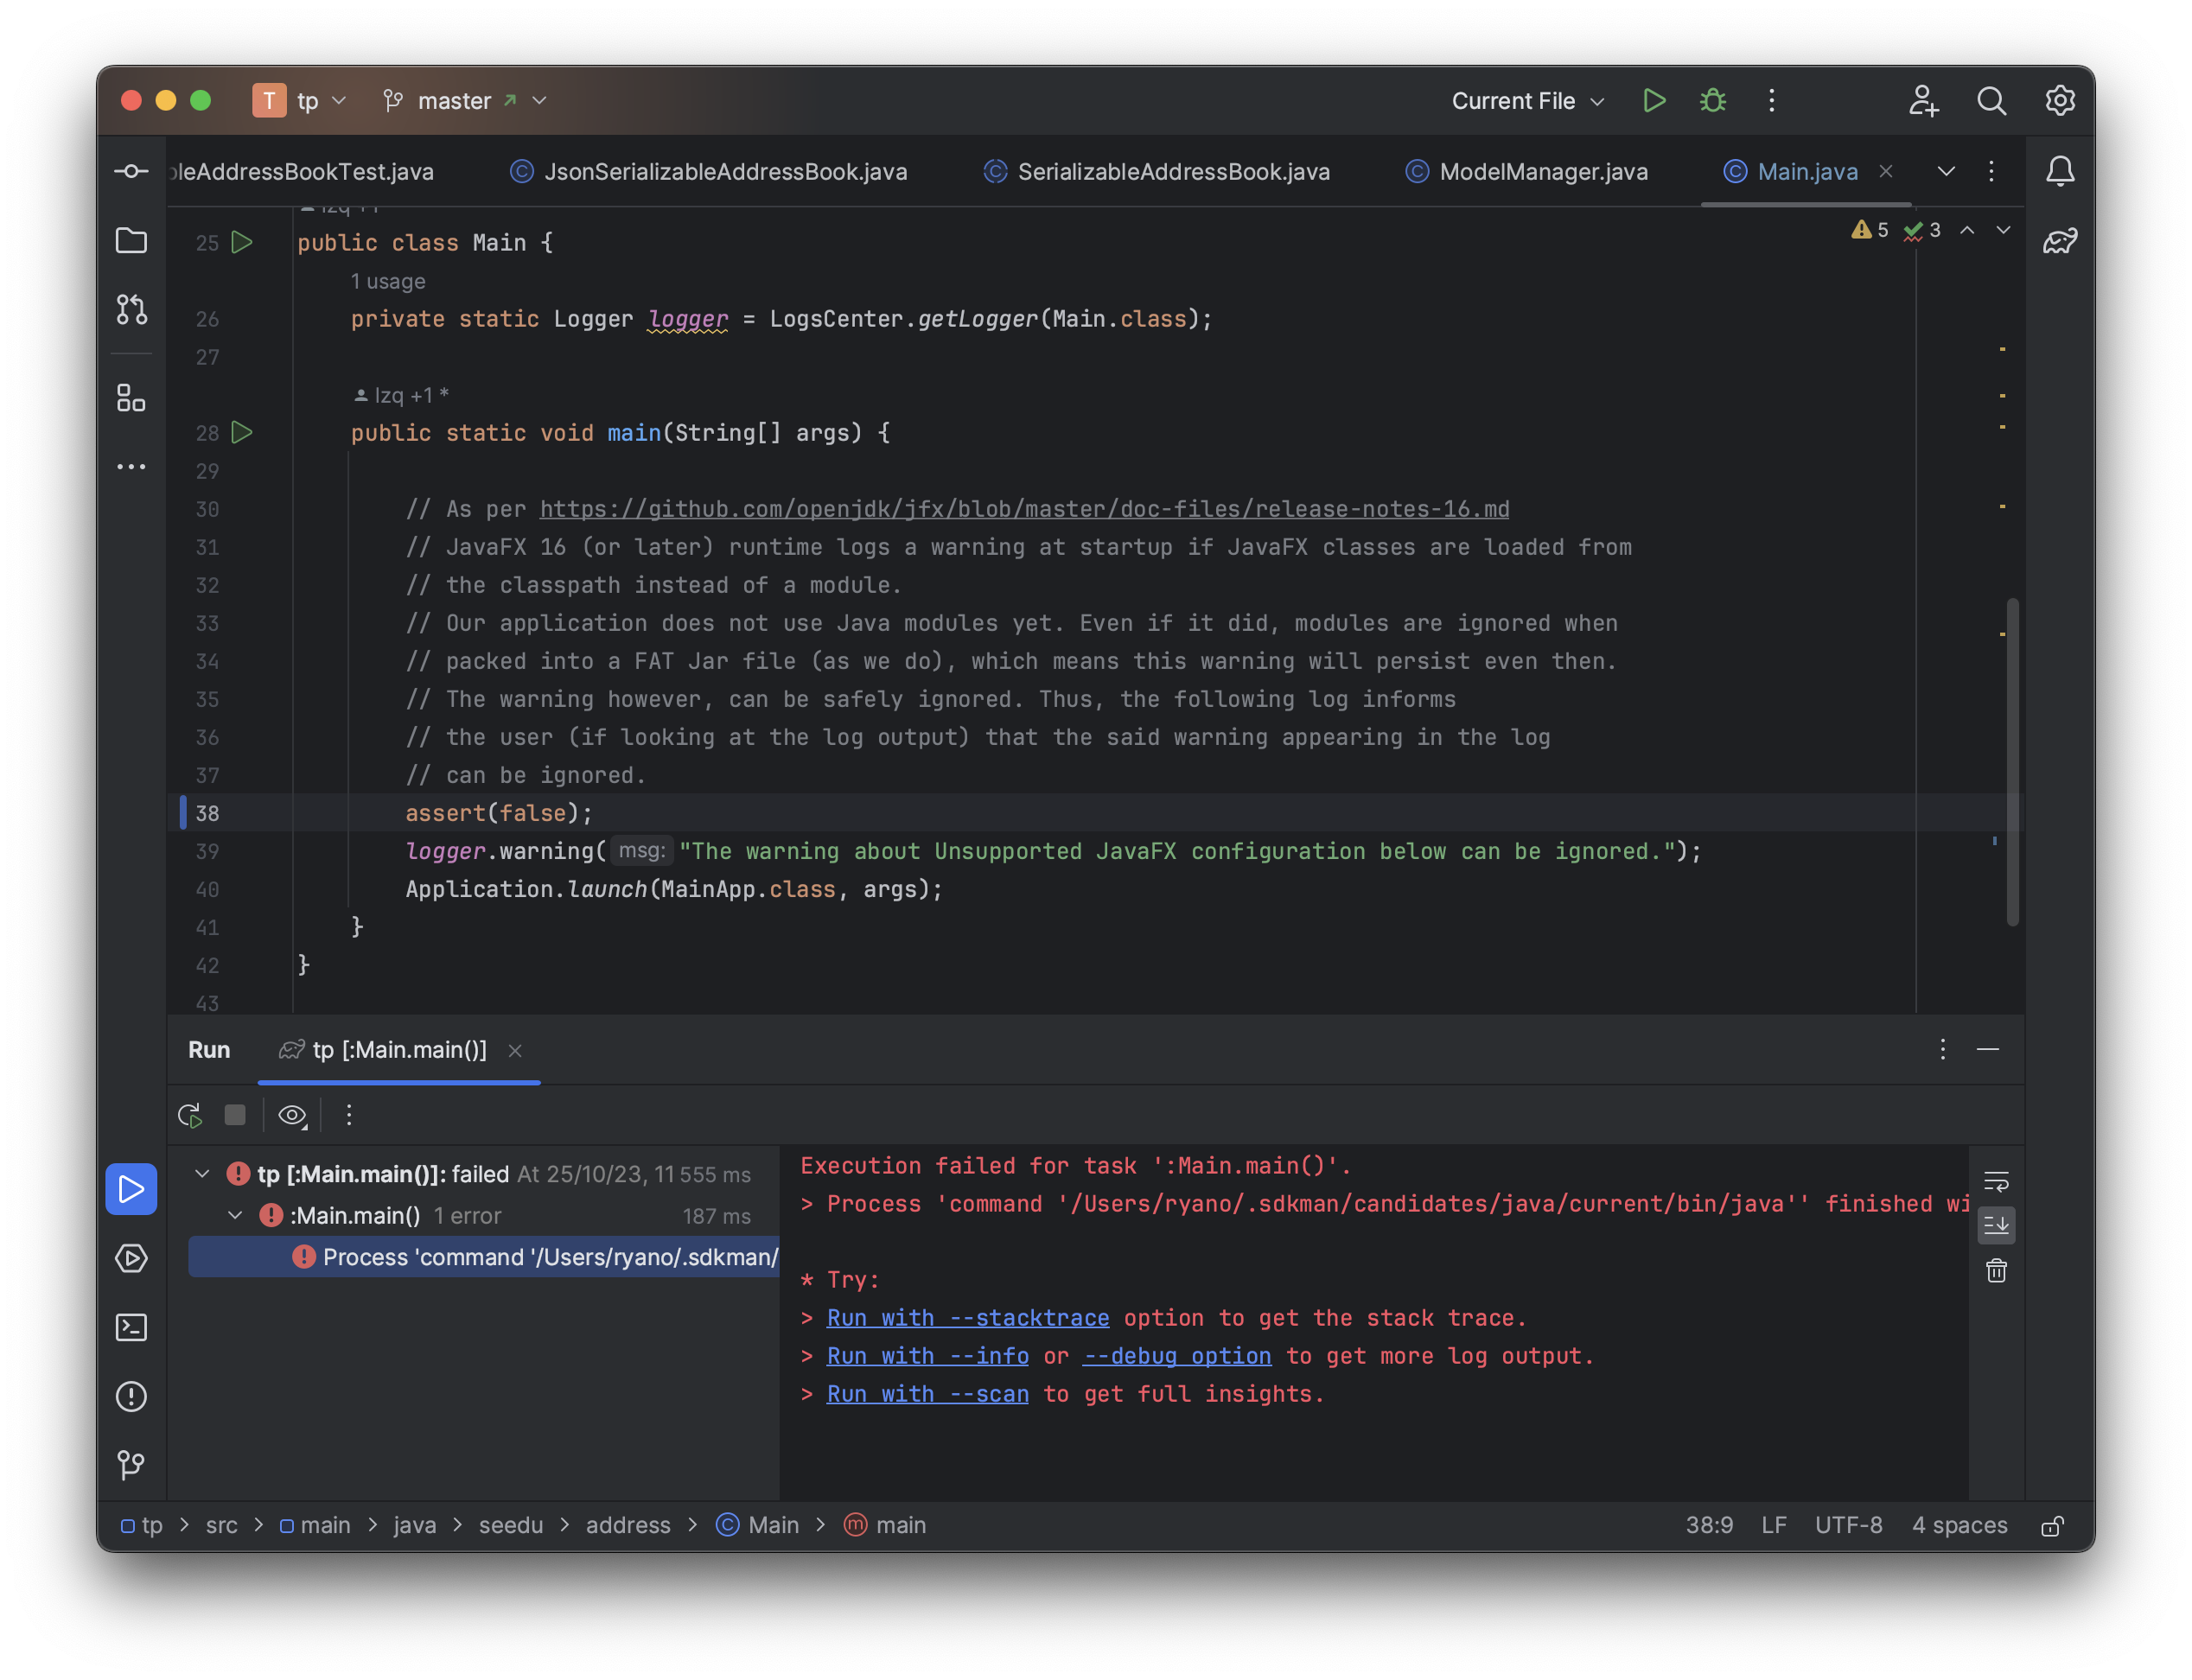 T tp master Current File
bleAddressBookTest.java JsonSerializableAddressBook.java SerializableAddressBook.java ModelManager.java Main.java
5 3
25 public class Main {
1 usage
26 private static Logger logger = LogsCenter.getLogger(Main.class);
27
lzq +1 *
28 public static void main(String[] args) {
29
30 // As per https://github.com/openjdk/jfx/blob/master/doc-files/release-notes-16.md
31 // JavaFX 16 (or later) runtime logs a warning at startup if JavaFX classes are loaded from
32 // the classpath instead of a module.
33 // Our application does not use Java modules yet. Even if it did, modules are ignored when
34 // packed into a FAT Jar file (as we do), which means this warning will persist even then.
35 // The warning however, can be safely ignored. Thus, the following log informs
36 // the user (if looking at the log output) that the said warning appearing in the log
37 // can be ignored.
38 assert(false);
39 logger.warning( msg: "The warning about Unsupported JavaFX configuration below can be ignored.");
40 Application.launch(MainApp.class, args);
41 }
42 }
43
Run tp [:Main.main()]
tp [:Main.main()]: failed At 25/10/23, 11 555 ms
:Main.main() 1 error 187 ms
Process 'command '/Users/ryano/.sdkman/
Execution failed for task ':Main.main()'.
> Process 'command '/Users/ryano/.sdkman/candidates/java/current/bin/java'' finished wi
* Try:
> Run with --stacktrace option to get the stack trace.
> Run with --info or --debug option to get more log output.
> Run with --scan to get full insights.
tp > src > main > java > seedu > address > Main > main 38:9 LF UTF-8 4 spaces